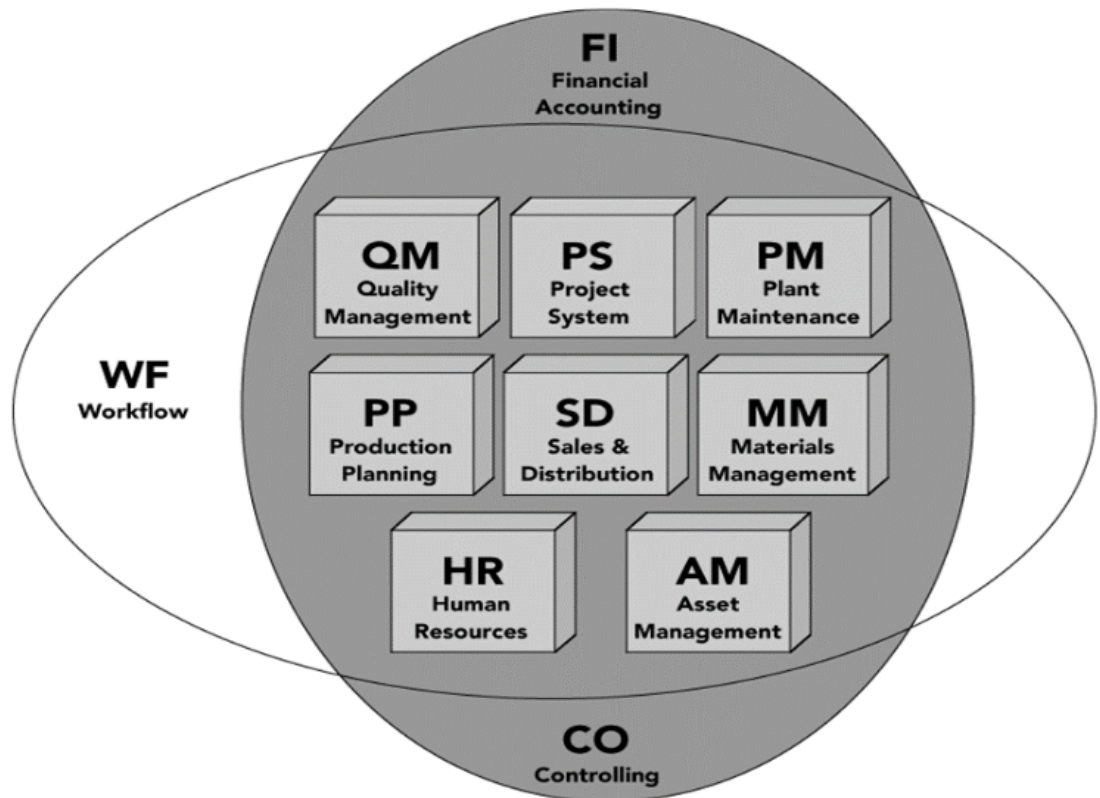 FI
Financial
Accounting
QM
Quality
Management
PS
Project
System
PM
Plant
Maintenance
WF
Workflow
PP
Production
Planning
SD
Sales &
Distribution
MM
Materials
Management
HR
Human
Resources
AM
Asset
Management
CO
Controlling